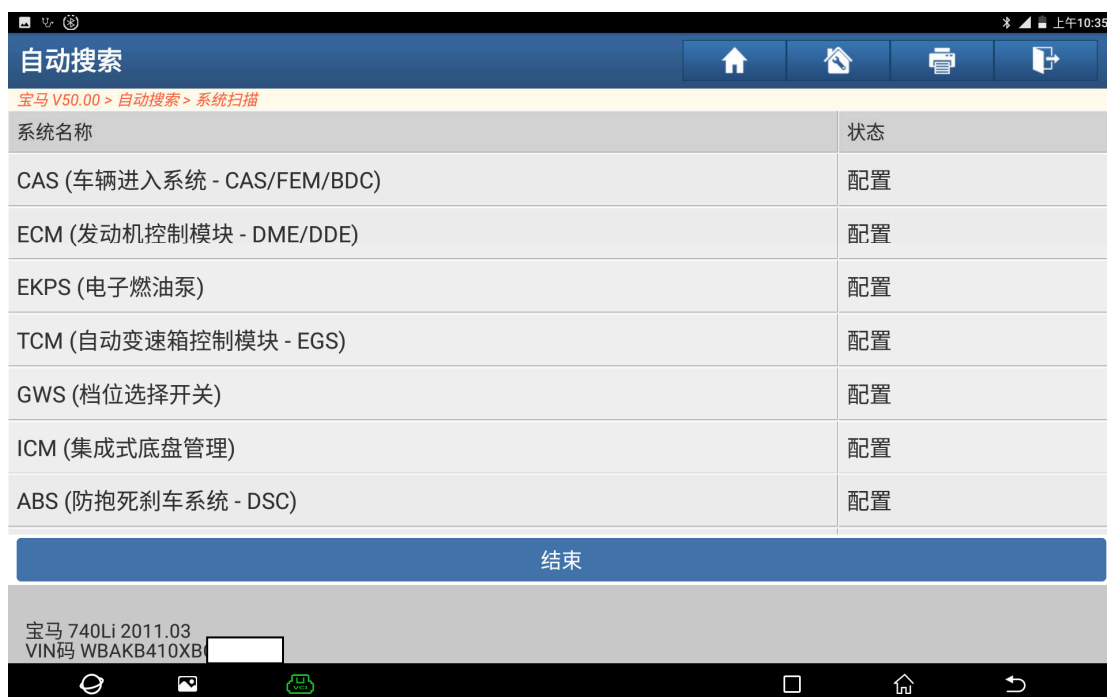 上午10:35
自动搜索
宝马 V50.00 > 自动搜索 > 系统扫描
系统名称 状态
CAS (车辆进入系统 - CAS/FEM/BDC) 配置
ECM (发动机控制模块 - DME/DDE) 配置
EKPS (电子燃油泵) 配置
TCM (自动变速箱控制模块 - EGS) 配置
GWS (档位选择开关) 配置
ICM (集成式底盘管理) 配置
ABS (防抱死刹车系统 - DSC) 配置
结束
宝马 740Li 2011.03
VIN码 WBAKB410XB
VCI